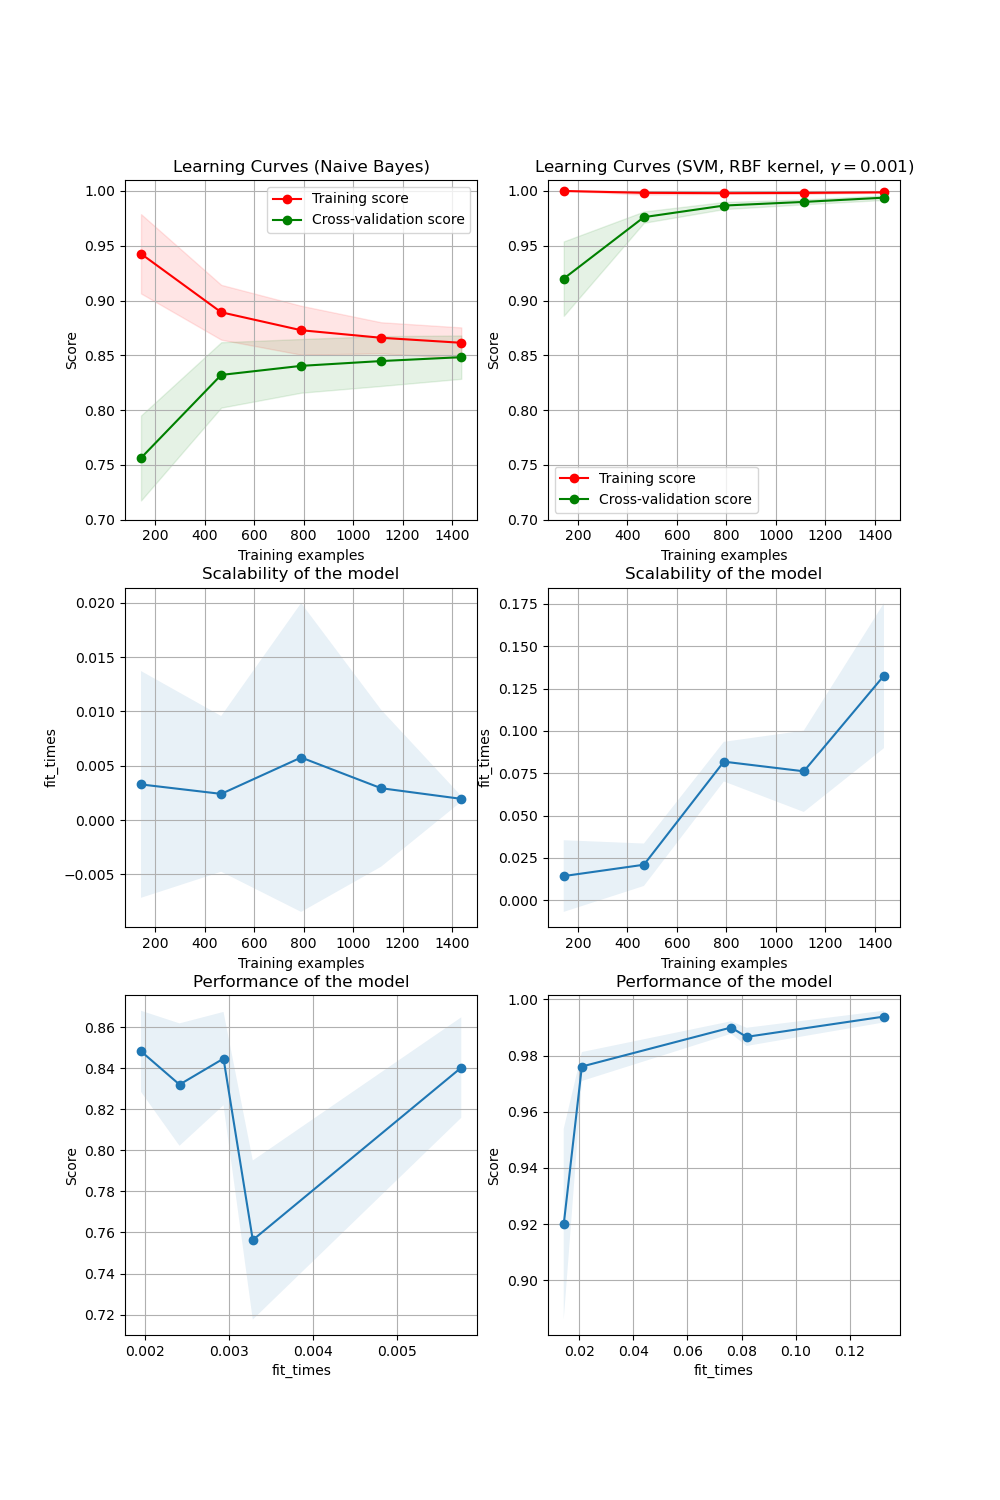 Learning Curves (Naive Bayes)
Score
1.00
0.95
0.90
0.85
0.80
0.75
0.70
Training score
Cross-validation score
200 400 600 800 1000 1200 1400
Training examples
Learning Curves (SVM, RBF kernel, γ = 0.001)
Score
1.00
0.95
0.90
0.85
0.80
0.75
0.70
Training score
Cross-validation score
200 400 600 800 1000 1200 1400
Training examples
Scalability of the model
fit_times
0.020
0.015
0.010
0.005
0.000
−0.005
200 400 600 800 1000 1200 1400
Training examples
Scalability of the model
fit_times
0.175
0.150
0.125
0.100
0.075
0.050
0.025
0.000
200 400 600 800 1000 1200 1400
Training examples
Performance of the model
Score
0.86
0.84
0.82
0.80
0.78
0.76
0.74
0.72
0.002 0.003 0.004 0.005
fit_times
Performance of the model
Score
1.00
0.98
0.96
0.94
0.92
0.90
0.02 0.04 0.06 0.08 0.10 0.12
fit_times